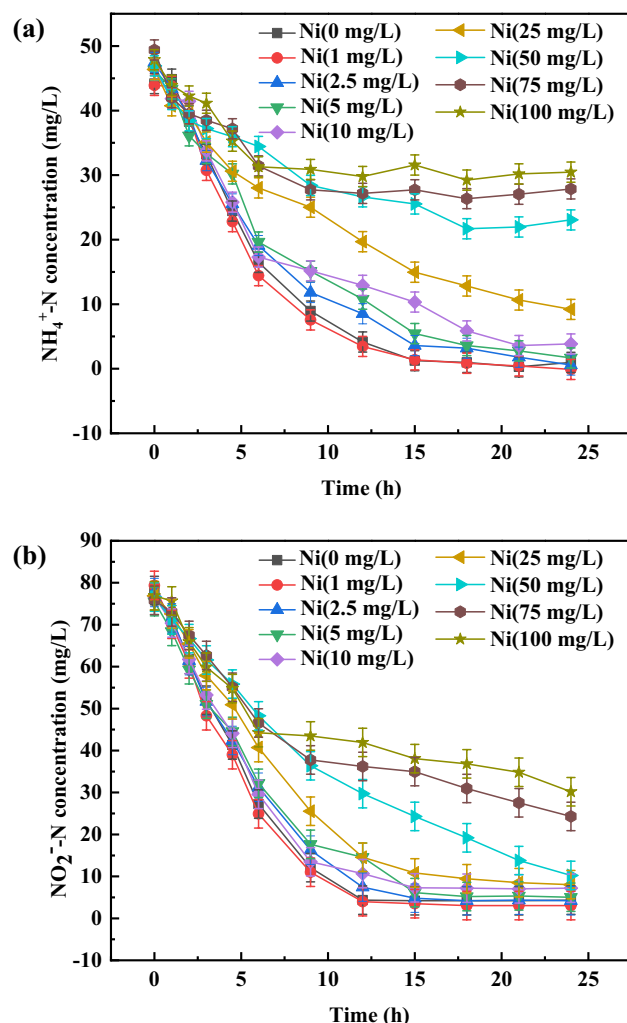 (a)
50
40
30
20
10
0
-10
NH₄⁺-N concentration (mg/L)
Ni(0 mg/L)
Ni(1 mg/L)
Ni(2.5 mg/L)
Ni(5 mg/L)
Ni(10 mg/L)
Ni(25 mg/L)
Ni(50 mg/L)
Ni(75 mg/L)
Ni(100 mg/L)
0 5 10 15 20 25
Time (h)
(b)
90
80
70
60
50
40
30
20
10
0
-10
NO₂⁻-N concentration (mg/L)
Ni(0 mg/L)
Ni(1 mg/L)
Ni(2.5 mg/L)
Ni(5 mg/L)
Ni(10 mg/L)
Ni(25 mg/L)
Ni(50 mg/L)
Ni(75 mg/L)
Ni(100 mg/L)
0 5 10 15 20 25
Time (h)